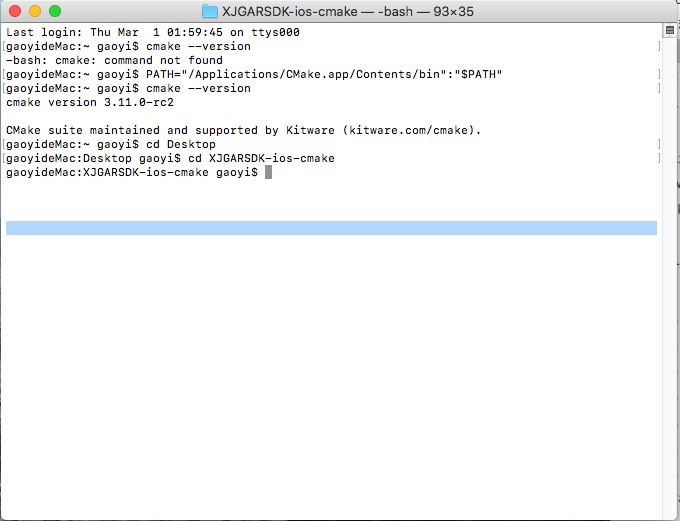 XJGARSDK-ios-cmake — -bash — 93×35
Last login: Thu Mar  1 01:59:45 on ttys000
[gaoyideMac:~ gaoyi$ cmake --version ]
-bash: cmake: command not found
[gaoyideMac:~ gaoyi$ PATH="/Applications/CMake.app/Contents/bin":"$PATH" ]
[gaoyideMac:~ gaoyi$ cmake --version ]
cmake version 3.11.0-rc2
CMake suite maintained and supported by Kitware (kitware.com/cmake).
[gaoyideMac:~ gaoyi$ cd Desktop ]
[gaoyideMac:Desktop gaoyi$ cd XJGARSDK-ios-cmake ]
gaoyideMac:XJGARSDK-ios-cmake gaoyi$